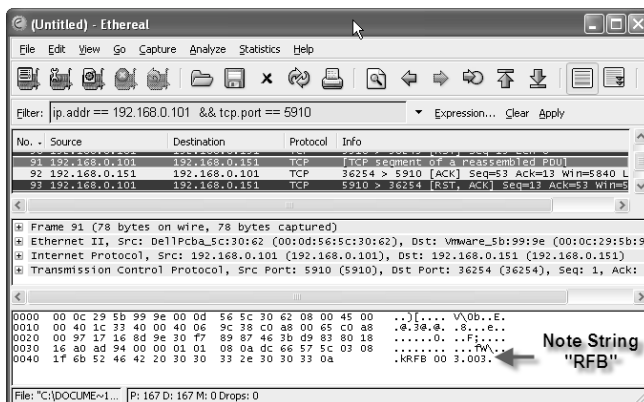 (Untitled) - Ethereal
File Edit View Go Capture Analyze Statistics Help
Filter: ip.addr == 192.168.0.101 && tcp.port == 5910 Expression... Clear Apply
No. Source Destination Protocol Info
91 192.168.0.101 192.168.0.151 TCP [TCP segment of a reassembled PDU]
92 192.168.0.151 192.168.0.101 TCP 36254 > 5910 [ACK] Seq=53 Ack=13 Win=5840 L
93 192.168.0.101 192.168.0.151 TCP 5910 > 36254 [RST, ACK] Seq=13 Ack=53 Win=5
Frame 91 (78 bytes on wire, 78 bytes captured)
Ethernet II, Src: DellPcba_5c:30:62 (00:0d:56:5c:30:62), Dst: Vmware_5b:99:9e (00:0c:29:5b:9
Internet Protocol, Src: 192.168.0.101 (192.168.0.101), Dst: 192.168.0.151 (192.168.0.151)
Transmission Control Protocol, Src Port: 5910 (5910), Dst Port: 36254 (36254), Seq: 1, Ack:
0000 00 0c 29 5b 99 9e 00 0d 56 5c 30 62 08 00 45 00 ..)[.... V\0b..E.
0010 00 40 1c 33 40 00 40 06 9c 38 c0 a8 00 65 c0 a8 .@.3@.@. .8...e..
0020 00 97 17 16 8d 9e 30 f7 89 87 46 3b d9 83 80 18 ......0. ..F;....
0030 16 a0 ad 94 00 00 01 01 08 0a dc 66 57 5c 03 08 ........ ...fW\..
0040 1f 6b 52 46 42 20 30 30 33 2e 30 30 33 0a .kRFB 00 3.003.
Note String
"RFB"
File: "C:\DOCUME~1... P: 167 D: 167 M: 0 Drops: 0